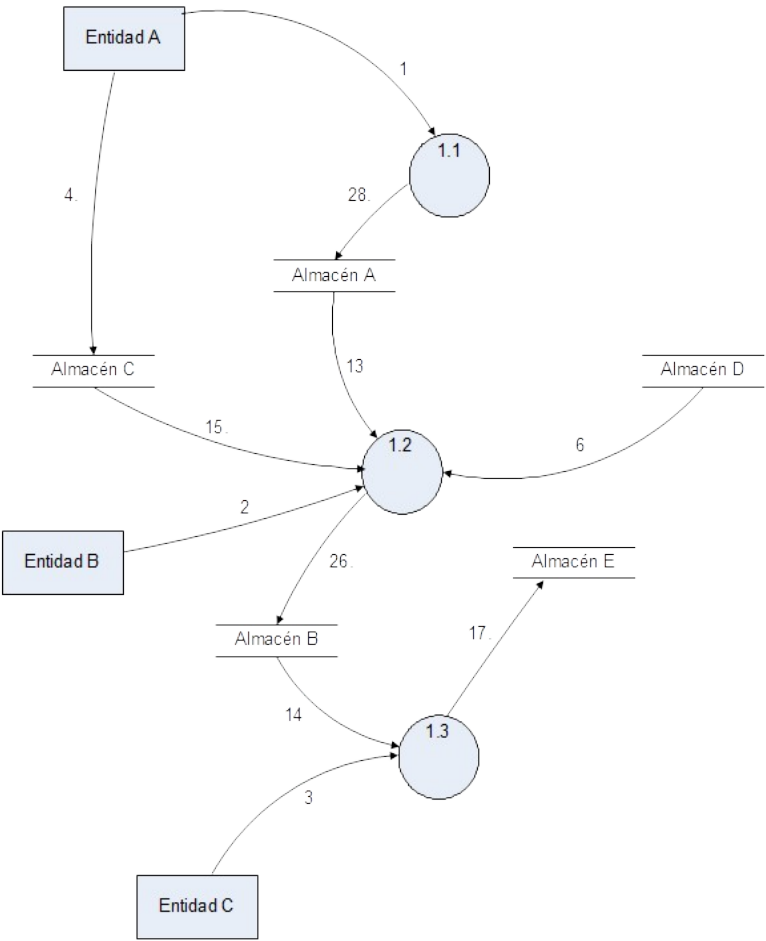 Entidad A
1
1.1
4.
28.
Almacén A
Almacén C
13
Almacén D
15.
1.2
6
2
Entidad B
26.
Almacén E
Almacén B
17.
14
1.3
3
Entidad C